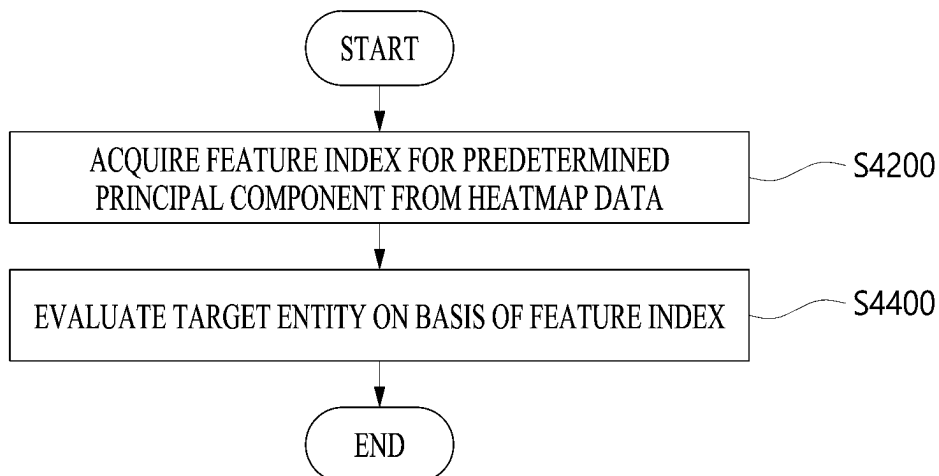 START
ACQUIRE FEATURE INDEX FOR PREDETERMINED
PRINCIPAL COMPONENT FROM HEATMAP DATA
S4200
EVALUATE TARGET ENTITY ON BASIS OF FEATURE INDEX
S4400
END